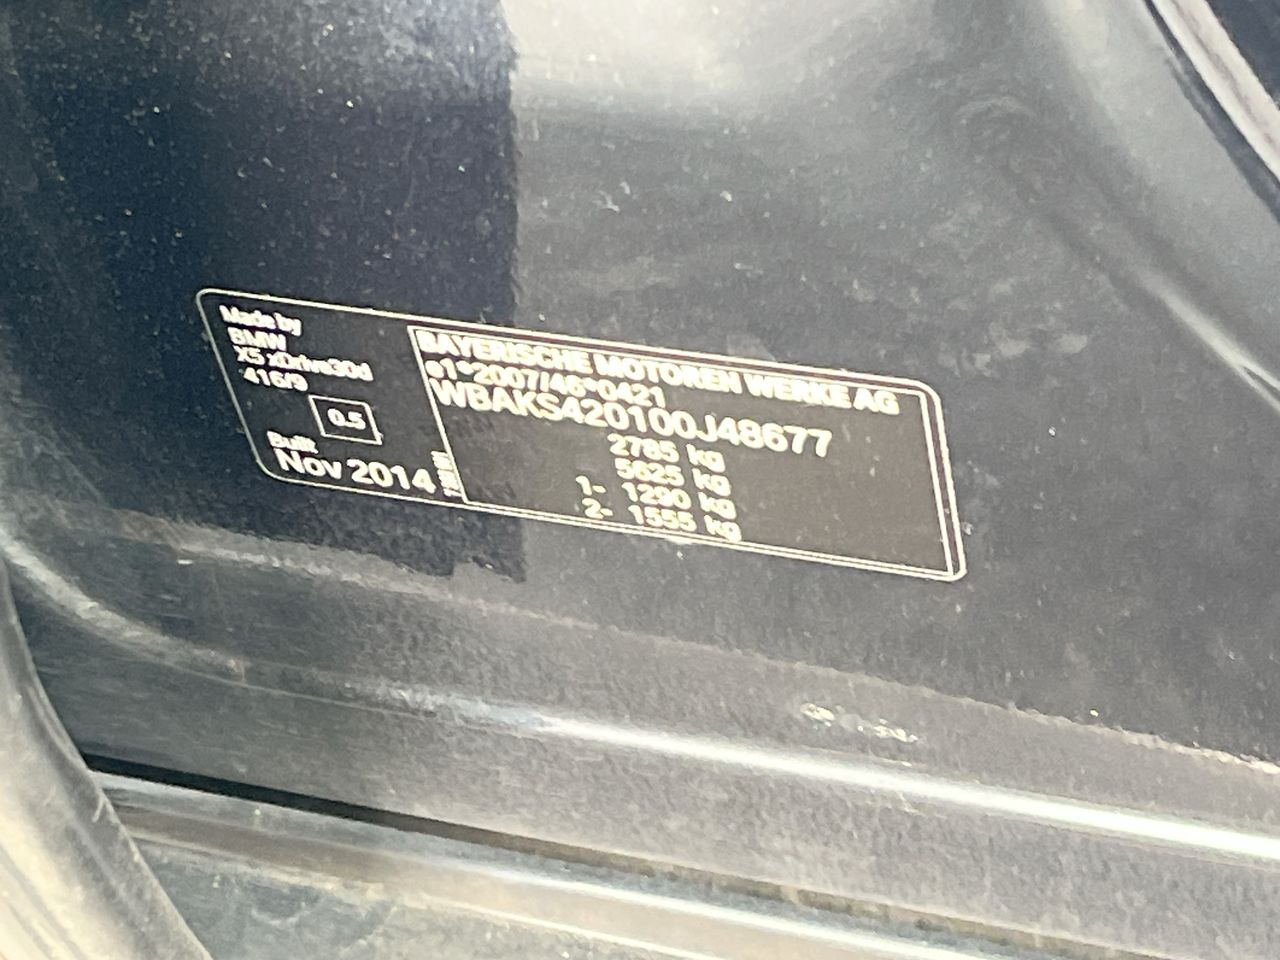 Made by
BMW
X5 xDrive30d
416/9
0.5
Built
Nov 2014
BAYERISCHE MOTOREN WERKE AG
e1*2007/46*0421
WBAKS420100J48677
2785 kg
5625 kg
1- 1290 kg
2- 1555 kg